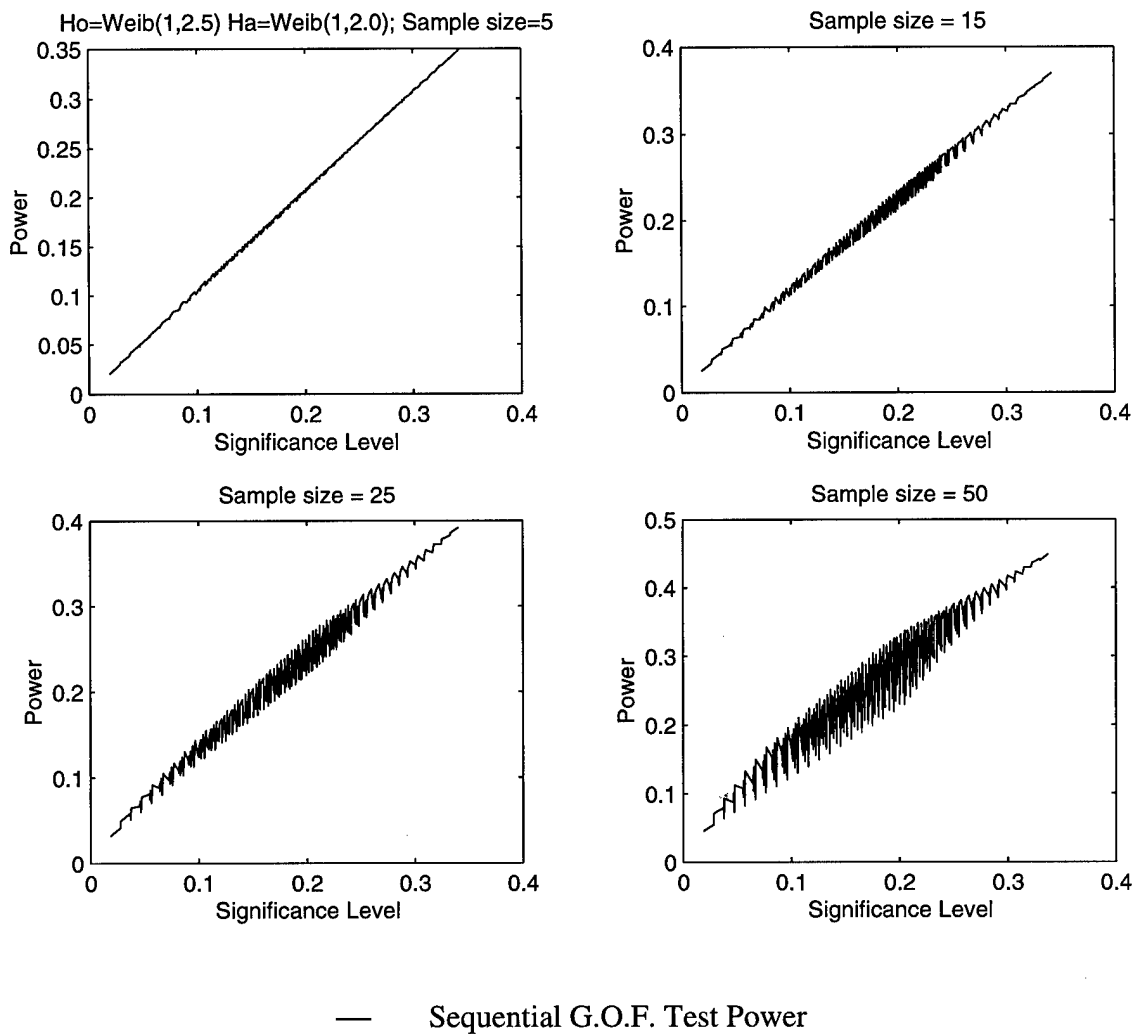 Ho=Weib(1,2.5) Ha=Weib(1,2.0); Sample size=5
0.35
0.3
0.25
0.2
0.15
0.1
0.05
0
Power
0 0.1 0.2 0.3 0.4
Significance Level
Sample size = 15
0.4
0.3
0.2
0.1
0
Power
0 0.1 0.2 0.3 0.4
Significance Level
Sample size = 25
0.4
0.3
0.2
0.1
0
Power
0 0.1 0.2 0.3 0.4
Significance Level
Sample size = 50
0.5
0.4
0.3
0.2
0.1
0
Power
0 0.1 0.2 0.3 0.4
Significance Level
— Sequential G.O.F. Test Power